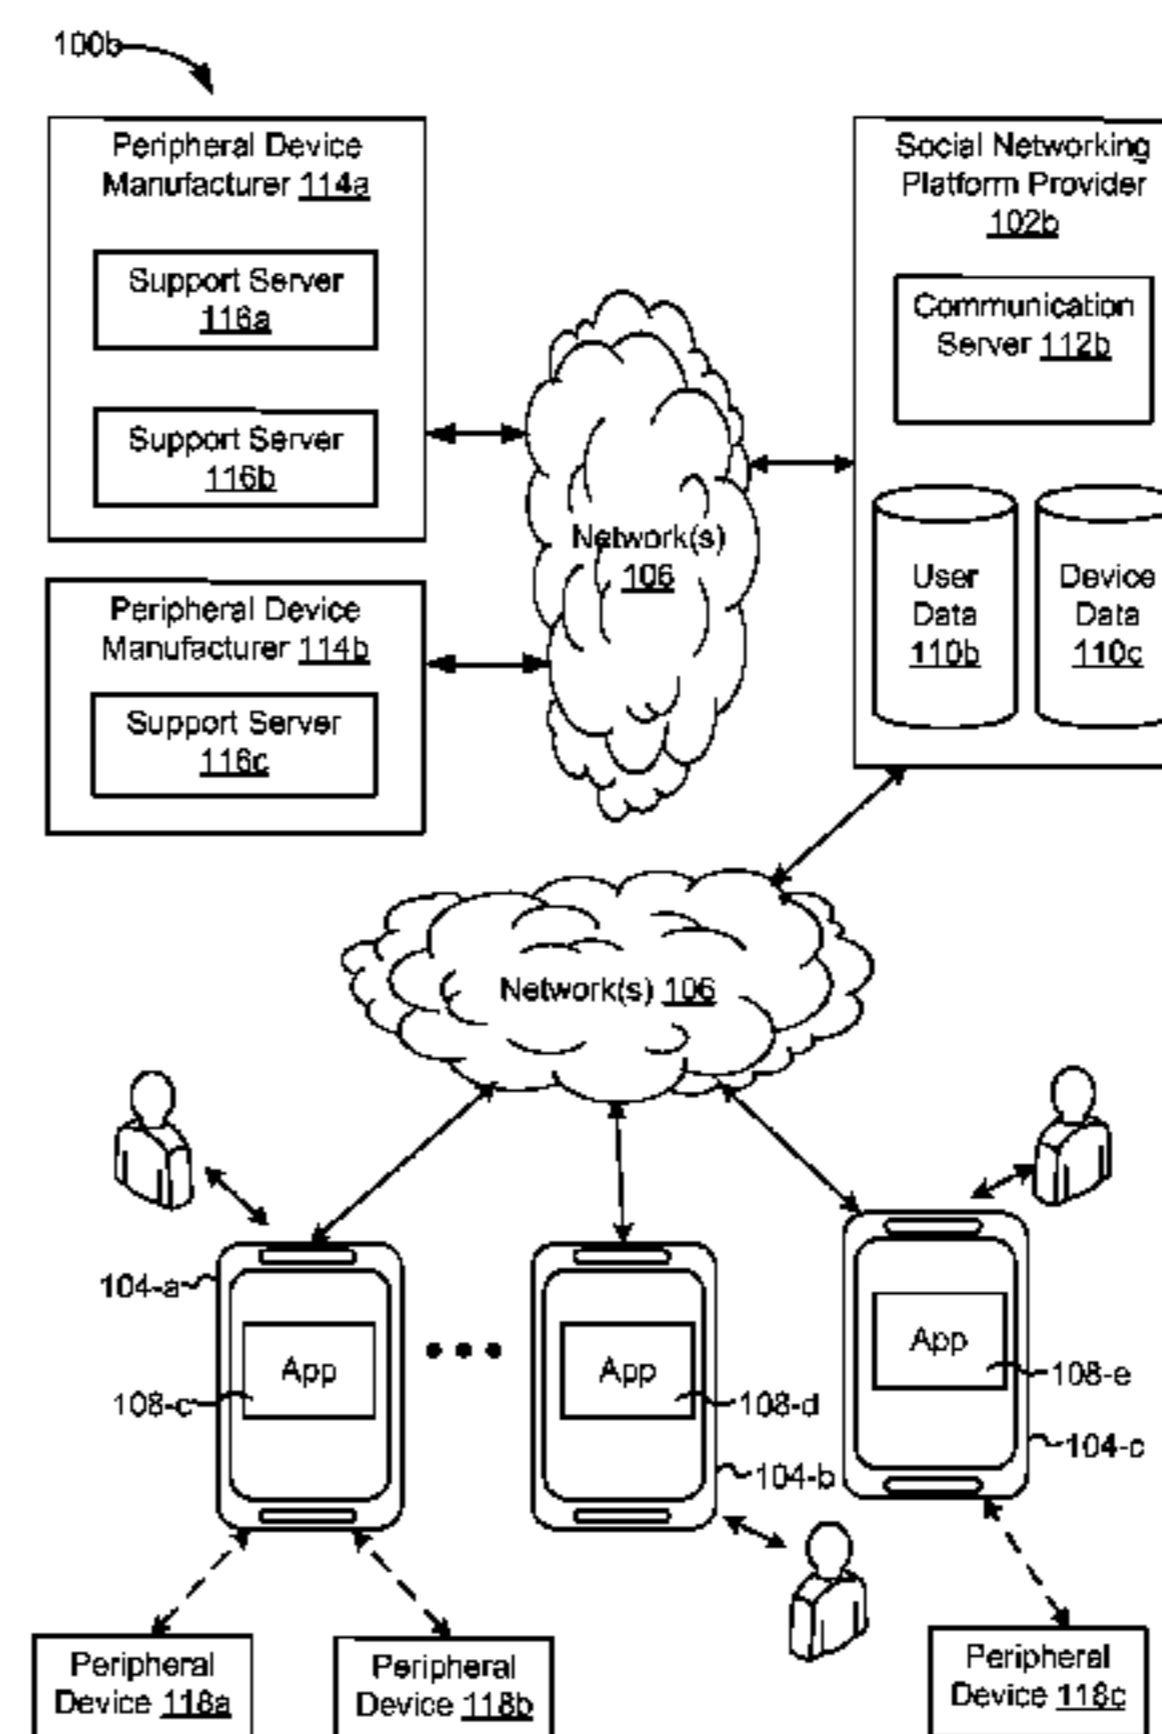 100b
Peripheral Device
Manufacturer 114a
Support Server
116a
Support Server
116b
Peripheral Device
Manufacturer 114b
Support Server
116c
Network(s)
106
Social Networking
Platform Provider
102b
Communication
Server 112b
User
Data
110b
Device
Data
110c
Network(s) 106
104-a
App
108-c
App
108-d
104-b
App
108-e
104-c
Peripheral
Device 118a
Peripheral
Device 118b
Peripheral
Device 118c